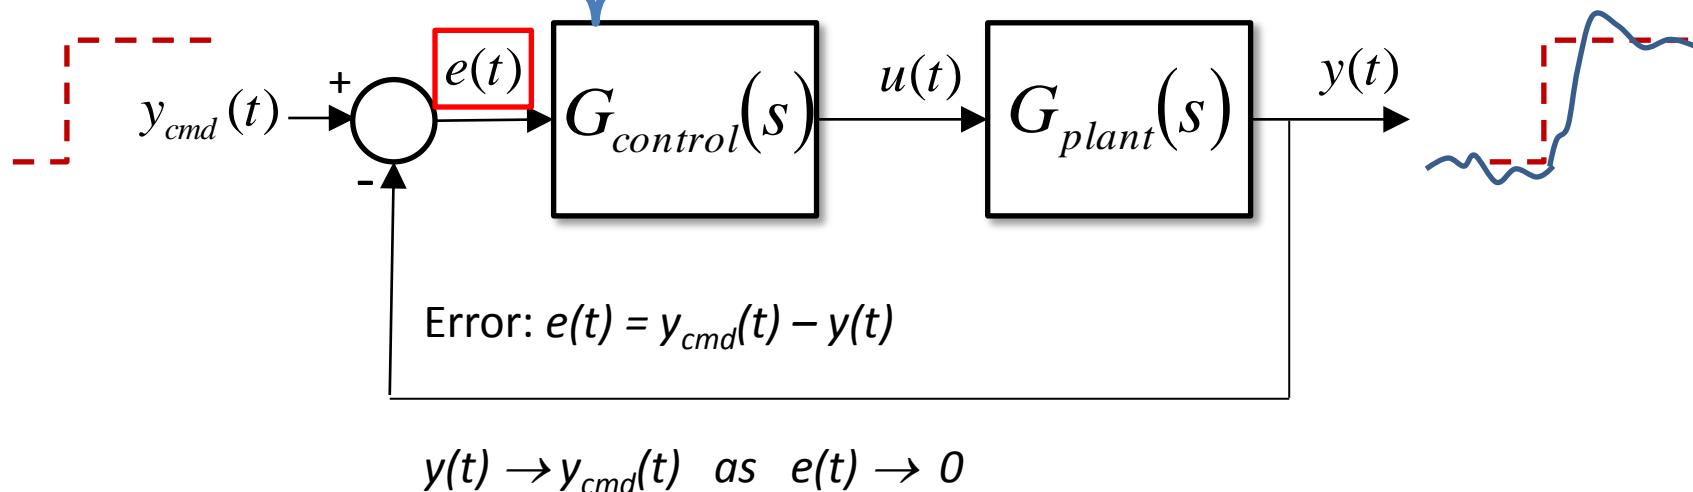 y_cmd(t)
+
-
e(t)
G_control(s)
u(t)
G_plant(s)
y(t)
Error: e(t) = y_cmd(t) – y(t)
y(t) → y_cmd(t) as e(t) → 0